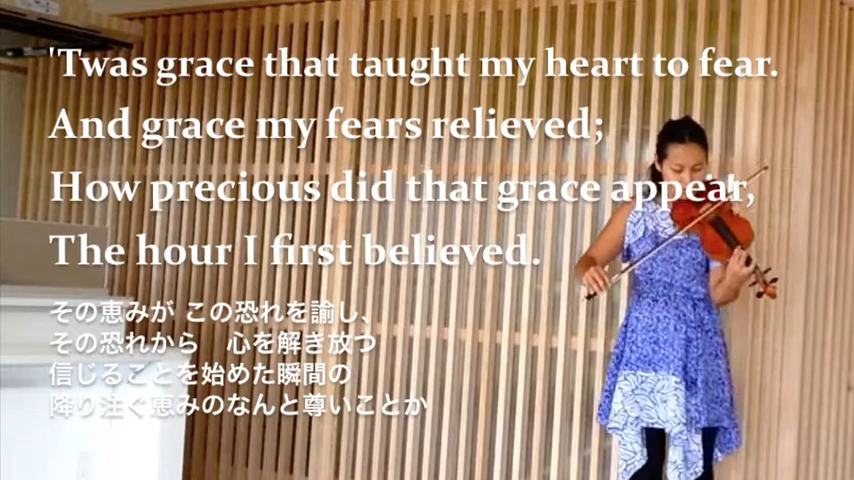 'Twas grace that taught my heart to fear.
And grace my fears relieved;
How precious did that grace appear,
The hour I first believed.
その恵みが この恐れを諭し、
その恐れから　心を解き放つ
信じることを始めた瞬間の
降り注ぐ恵みのなんと尊いことか